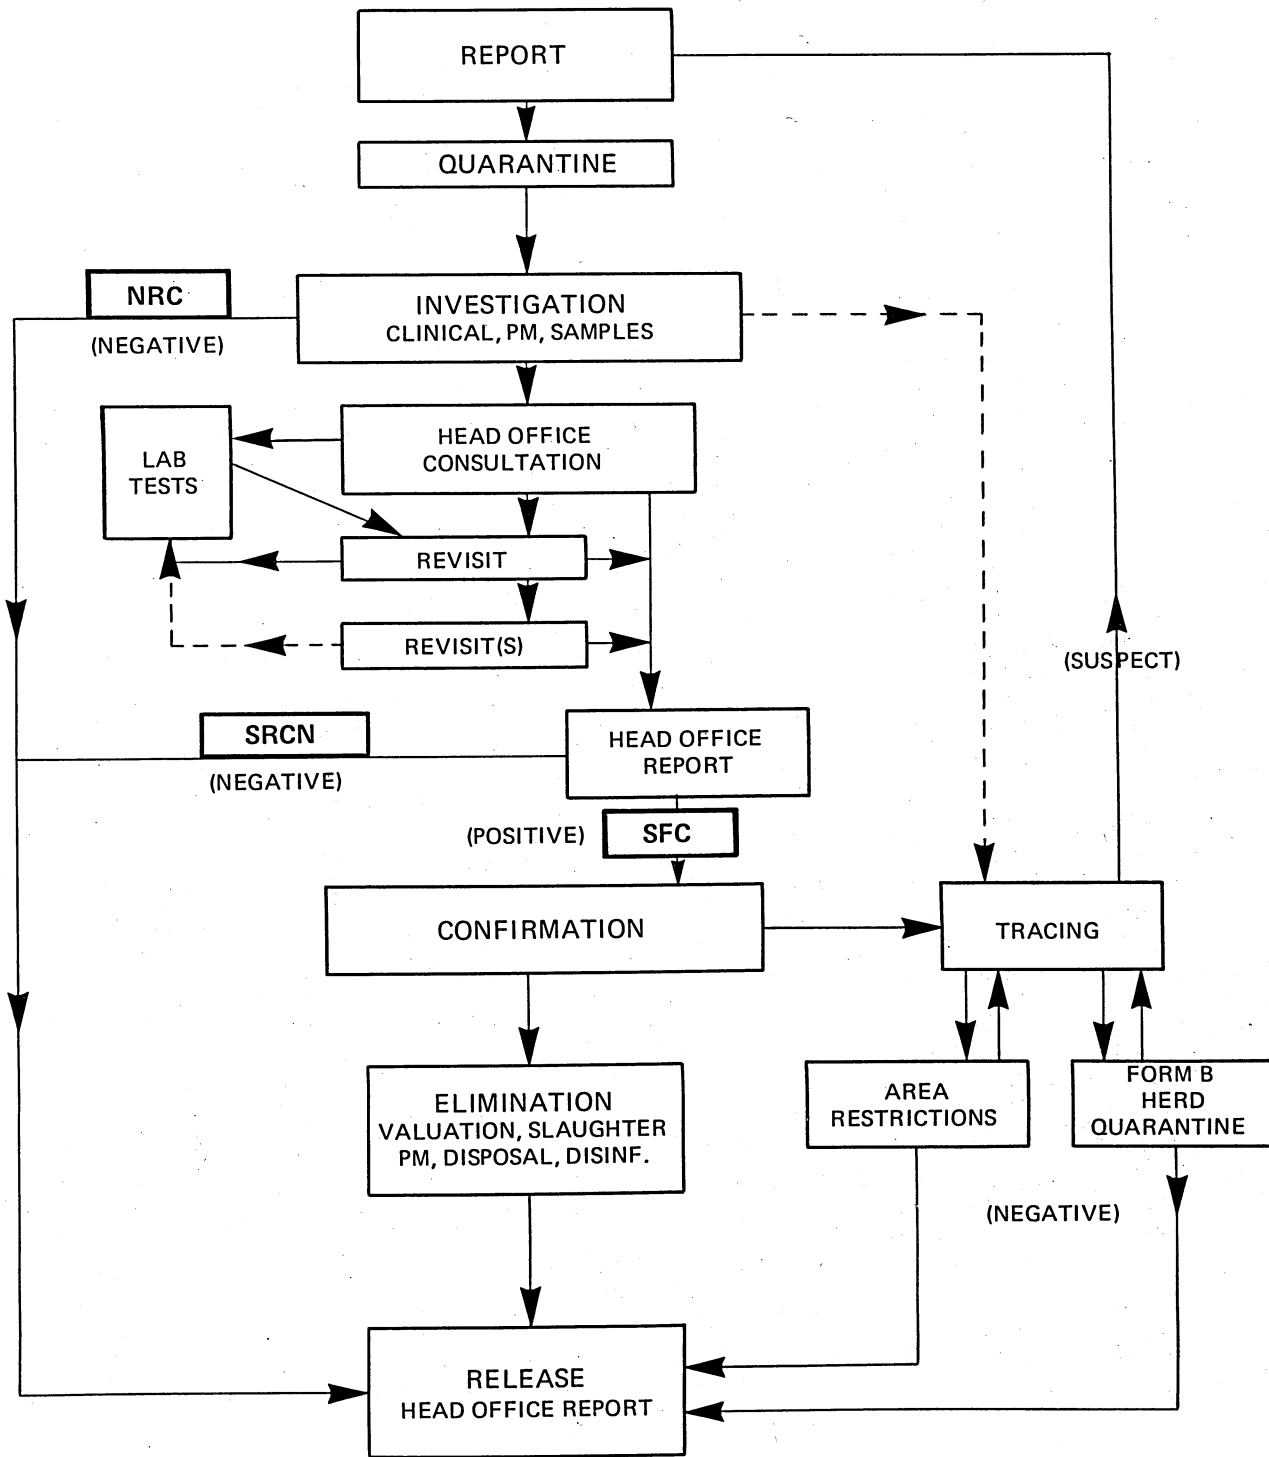 REPORT
QUARANTINE
NRC
(NEGATIVE)
INVESTIGATION
CLINICAL, PM, SAMPLES
HEAD OFFICE
CONSULTATION
LAB
TESTS
REVISIT
REVISIT(S)
(SUSPECT)
SRCN
(NEGATIVE)
HEAD OFFICE
REPORT
(POSITIVE)
SFC
CONFIRMATION
TRACING
ELIMINATION
VALUATION, SLAUGHTER
PM, DISPOSAL, DISINF.
AREA
RESTRICTIONS
FORM B
HERD
QUARANTINE
(NEGATIVE)
RELEASE
HEAD OFFICE REPORT